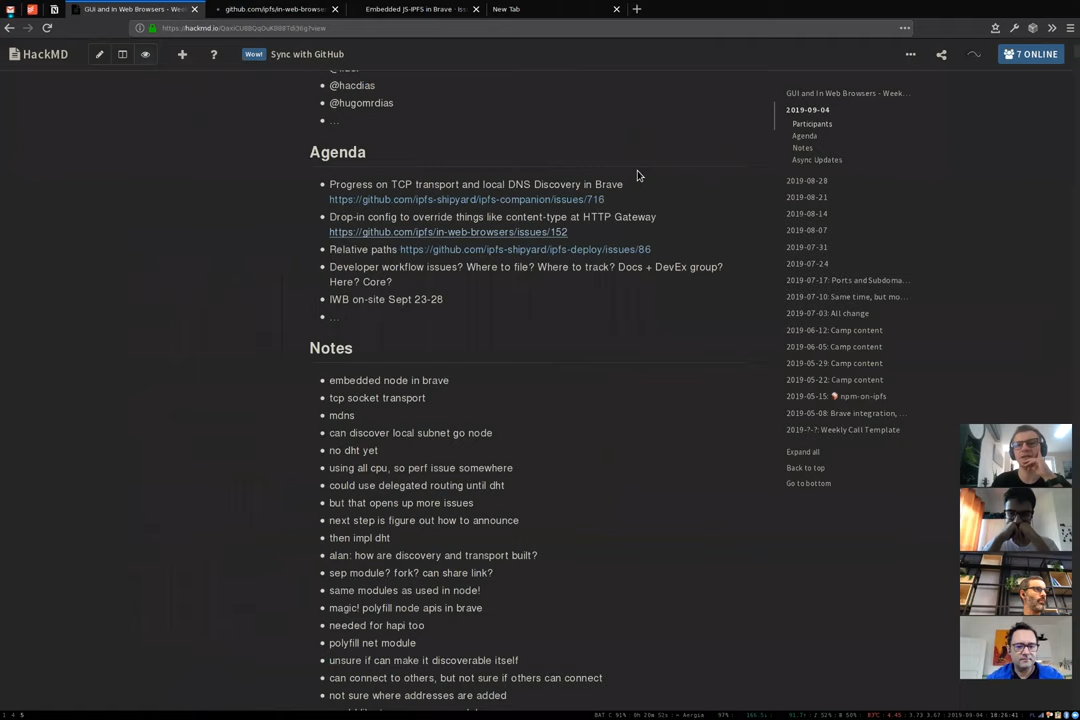 GUI and In Web Browsers - Week
github.com/ipfs/in-web-browse
Embedded JS-IPFS in Brave · Iss
New Tab
HackMD
Wow!
Sync with GitHub
7 ONLINE
@hacdias
@hugomrdias
...
Agenda
Progress on TCP transport and local DNS Discovery in Brave
https://github.com/ipfs-shipyard/ipfs-companion/issues/716
Drop-in config to override things like content-type at HTTP Gateway
https://github.com/ipfs/in-web-browsers/issues/152
Relative paths https://github.com/ipfs-shipyard/ipfs-deploy/issues/86
Developer workflow issues? Where to file? Where to track? Docs + DevEx group?
Here? Core?
IWB on-site Sept 23-28
...
Notes
embedded node in brave
tcp socket transport
mdns
can discover local subnet go node
no dht yet
using all cpu, so perf issue somewhere
could use delegated routing until dht
but that opens up more issues
next step is figure out how to announce
then impl dht
alan: how are discovery and transport built?
sep module? fork? can share link?
same modules as used in node!
magic! polyfill node apis in brave
needed for hapi too
polyfill net module
unsure if can make it discoverable itself
can connect to others, but not sure if others can connect
not sure where addresses are added
GUI and In Web Browsers - Week...
2019-09-04
Participants
Agenda
Notes
Async Updates
2019-08-28
2019-08-21
2019-08-14
2019-08-07
2019-07-31
2019-07-24
2019-07-17: Ports and Subdoma...
2019-07-10: Same time, but mo...
2019-07-03: All change
2019-06-12: Camp content
2019-06-05: Camp content
2019-05-29: Camp content
2019-05-22: Camp content
2019-05-15: 📦 npm-on-ipfs
2019-05-08: Brave integration, ...
2019-?-?: Weekly Call Template
Expand all
Back to top
Go to bottom
2019-09-04
18:26:41